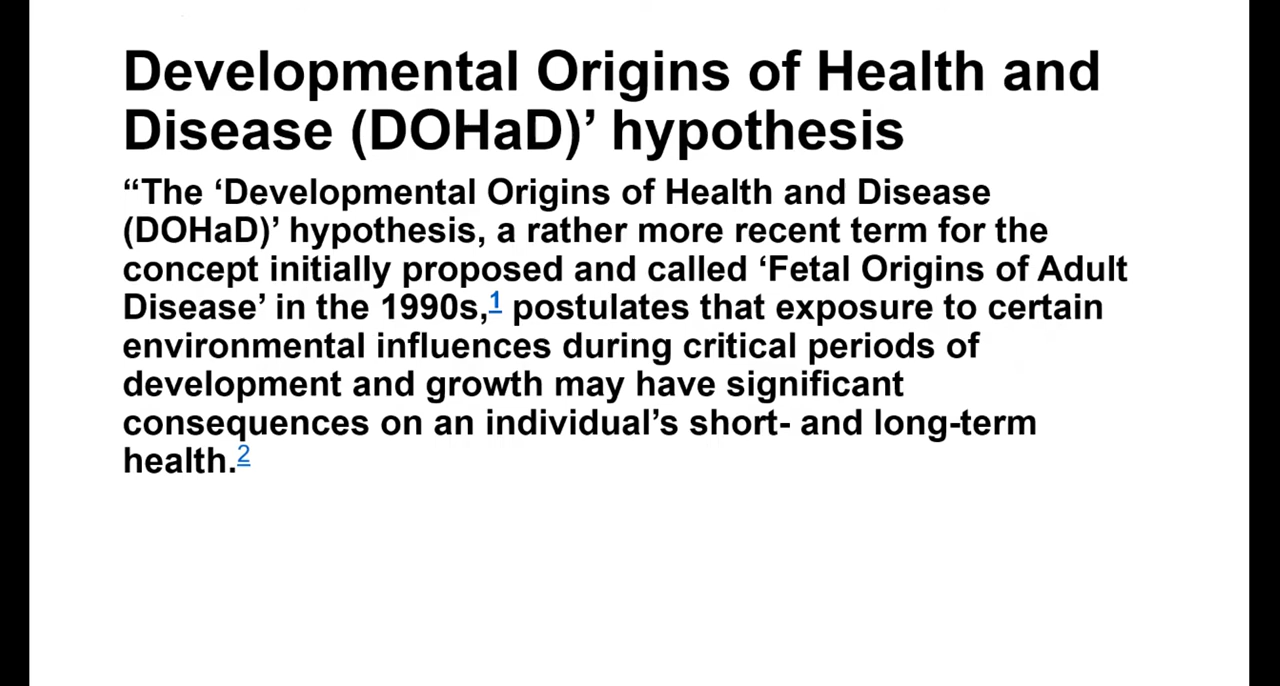 Developmental Origins of Health and
Disease (DOHaD)’ hypothesis
“The ‘Developmental Origins of Health and Disease
(DOHaD)’ hypothesis, a rather more recent term for the
concept initially proposed and called ‘Fetal Origins of Adult
Disease’ in the 1990s,1 postulates that exposure to certain
environmental influences during critical periods of
development and growth may have significant
consequences on an individual’s short- and long-term
health.2